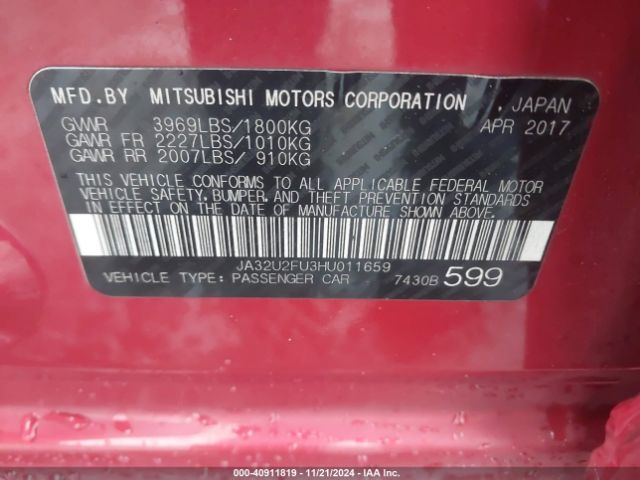 MFD.BY MITSUBISHI MOTORS CORPORATION , JAPAN
GVWR 3969LBS/1800KG APR 2017
GAWR FR 2227LBS/1010KG
GAWR RR 2007LBS/ 910KG
THIS VEHICLE CONFORMS TO ALL APPLICABLE FEDERAL MOTOR
VEHICLE SAFETY, BUMPER, AND THEFT PREVENTION STANDARDS
IN EFFECT ON THE DATE OF MANUFACTURE SHOWN ABOVE.
JA32U2FU3HU011659
VEHICLE TYPE: PASSENGER CAR 7430B 599
000-40911819 - 11/21/2024 - IAA Inc.